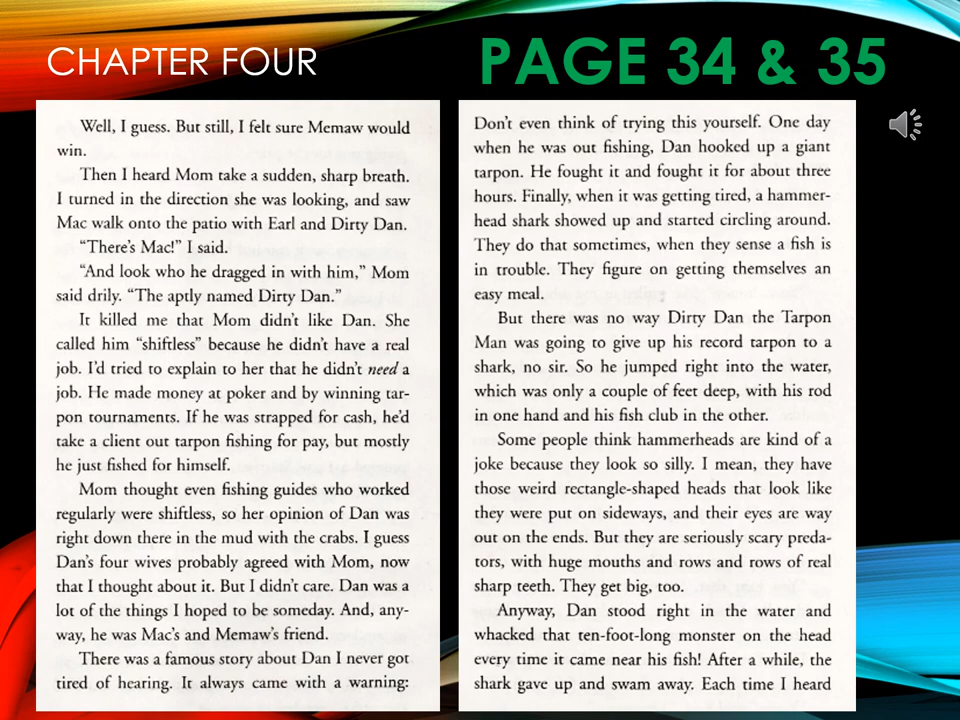 CHAPTER FOUR
PAGE 34 & 35
Well, I guess. But still, I felt sure Memaw would
win.
Then I heard Mom take a sudden, sharp breath.
I turned in the direction she was looking, and saw
Mac walk onto the patio with Earl and Dirty Dan.
“There’s Mac!” I said.
“And look who he dragged in with him,” Mom
said drily. “The aptly named Dirty Dan.”
It killed me that Mom didn’t like Dan. She
called him “shiftless” because he didn’t have a real
job. I’d tried to explain to her that he didn’t need a
job. He made money at poker and by winning tar-
pon tournaments. If he was strapped for cash, he’d
take a client out tarpon fishing for pay, but mostly
he just fished for himself.
Mom thought even fishing guides who worked
regularly were shiftless, so her opinion of Dan was
right down there in the mud with the crabs. I guess
Dan’s four wives probably agreed with Mom, now
that I thought about it. But I didn’t care. Dan was a
lot of the things I hoped to be someday. And, any-
way, he was Mac’s and Memaw’s friend.
There was a famous story about Dan I never got
tired of hearing. It always came with a warning:
Don’t even think of trying this yourself. One day
when he was out fishing, Dan hooked up a giant
tarpon. He fought it and fought it for about three
hours. Finally, when it was getting tired, a hammer-
head shark showed up and started circling around.
They do that sometimes, when they sense a fish is
in trouble. They figure on getting themselves an
easy meal.
But there was no way Dirty Dan the Tarpon
Man was going to give up his record tarpon to a
shark, no sir. So he jumped right into the water,
which was only a couple of feet deep, with his rod
in one hand and his fish club in the other.
Some people think hammerheads are kind of a
joke because they look so silly. I mean, they have
those weird rectangle-shaped heads that look like
they were put on sideways, and their eyes are way
out on the ends. But they are seriously scary preda-
tors, with huge mouths and rows and rows of real
sharp teeth. They get big, too.
Anyway, Dan stood right in the water and
whacked that ten-foot-long monster on the head
every time it came near his fish! After a while, the
shark gave up and swam away. Each time I heard